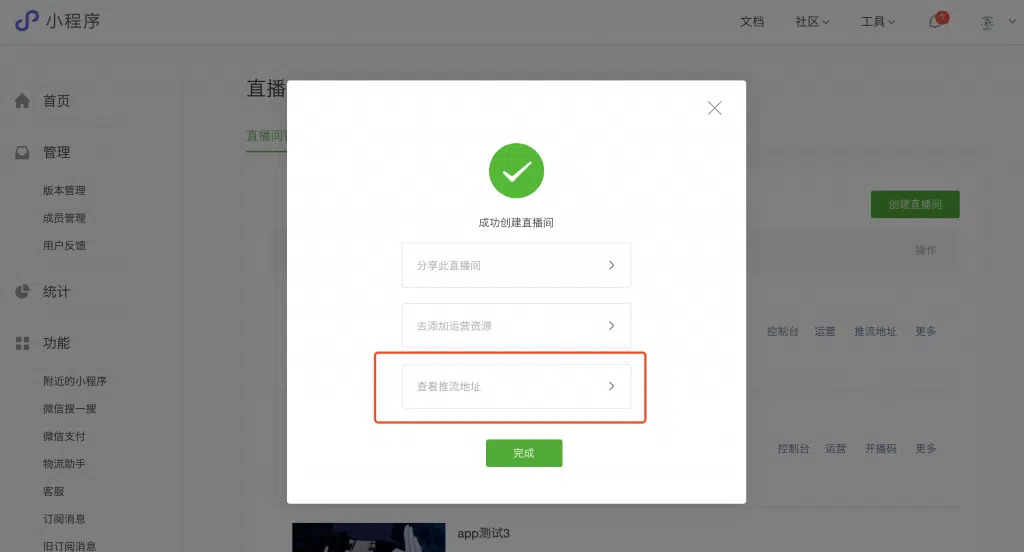 小程序
文档 社区 工具 1
首页
管理
版本管理
成员管理
用户反馈
统计
功能
附近的小程序
微信搜一搜
微信支付
物流助手
客服
订阅消息
旧订阅消息
直播
直播间
创建直播间
操作
控制台 运营 推流地址 更多
控制台 运营 开播码 更多
app测试3
成功创建直播间
分享此直播间
去添加运营资源
查看推流地址
完成